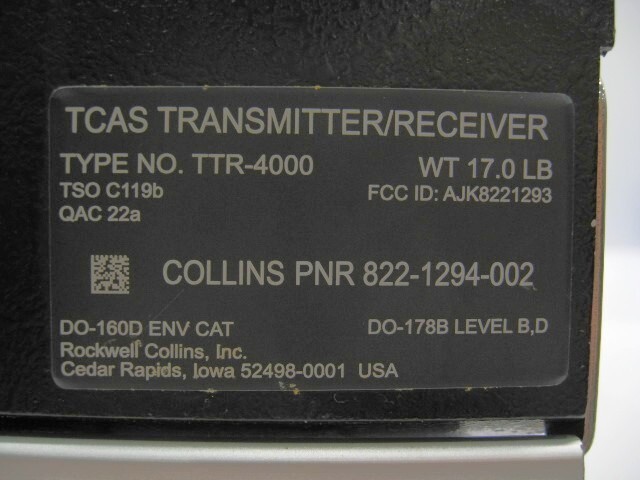 TCAS TRANSMITTER/RECEIVER
TYPE NO. TTR-4000 WT 17.0 LB
TSO C119b FCC ID: AJK8221293
QAC 22a
COLLINS PNR 822-1294-002
DO-160D ENV CAT DO-178B LEVEL B,D
Rockwell Collins, Inc.
Cedar Rapids, Iowa 52498-0001 USA